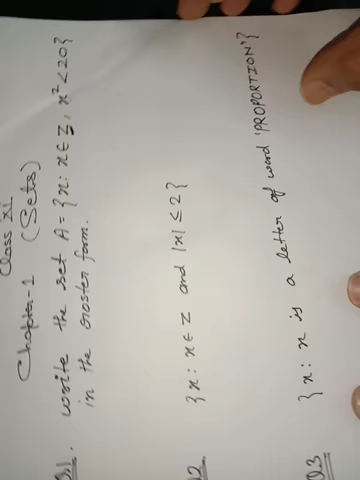 Class XI
Chapter-1 (Sets)
Q1. write the set A = {x : x ∈ Z, x² < 20}
in the roster form.
Q2. {x : x ∈ Z and |x| ≤ 2}
Q3 {x : x is a letter of word 'PROPORTION'}